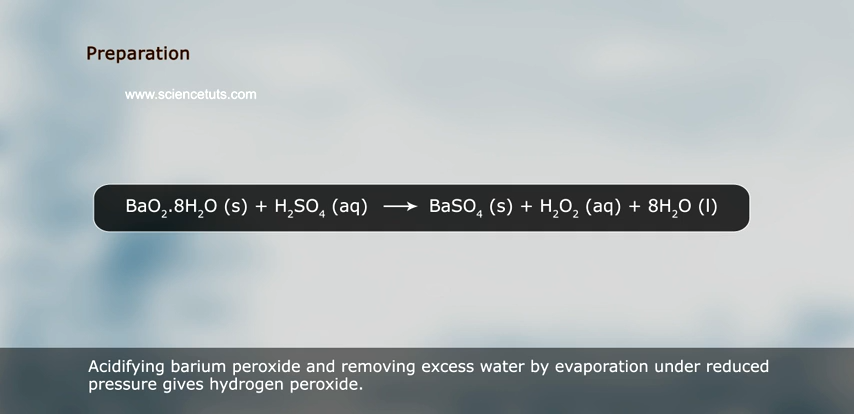 Preparation
www.sciencetuts.com
BaO₂.8H₂O (s) + H₂SO₄ (aq) ⟶ BaSO₄ (s) + H₂O₂ (aq) + 8H₂O (l)
Acidifying barium peroxide and removing excess water by evaporation under reduced
pressure gives hydrogen peroxide.